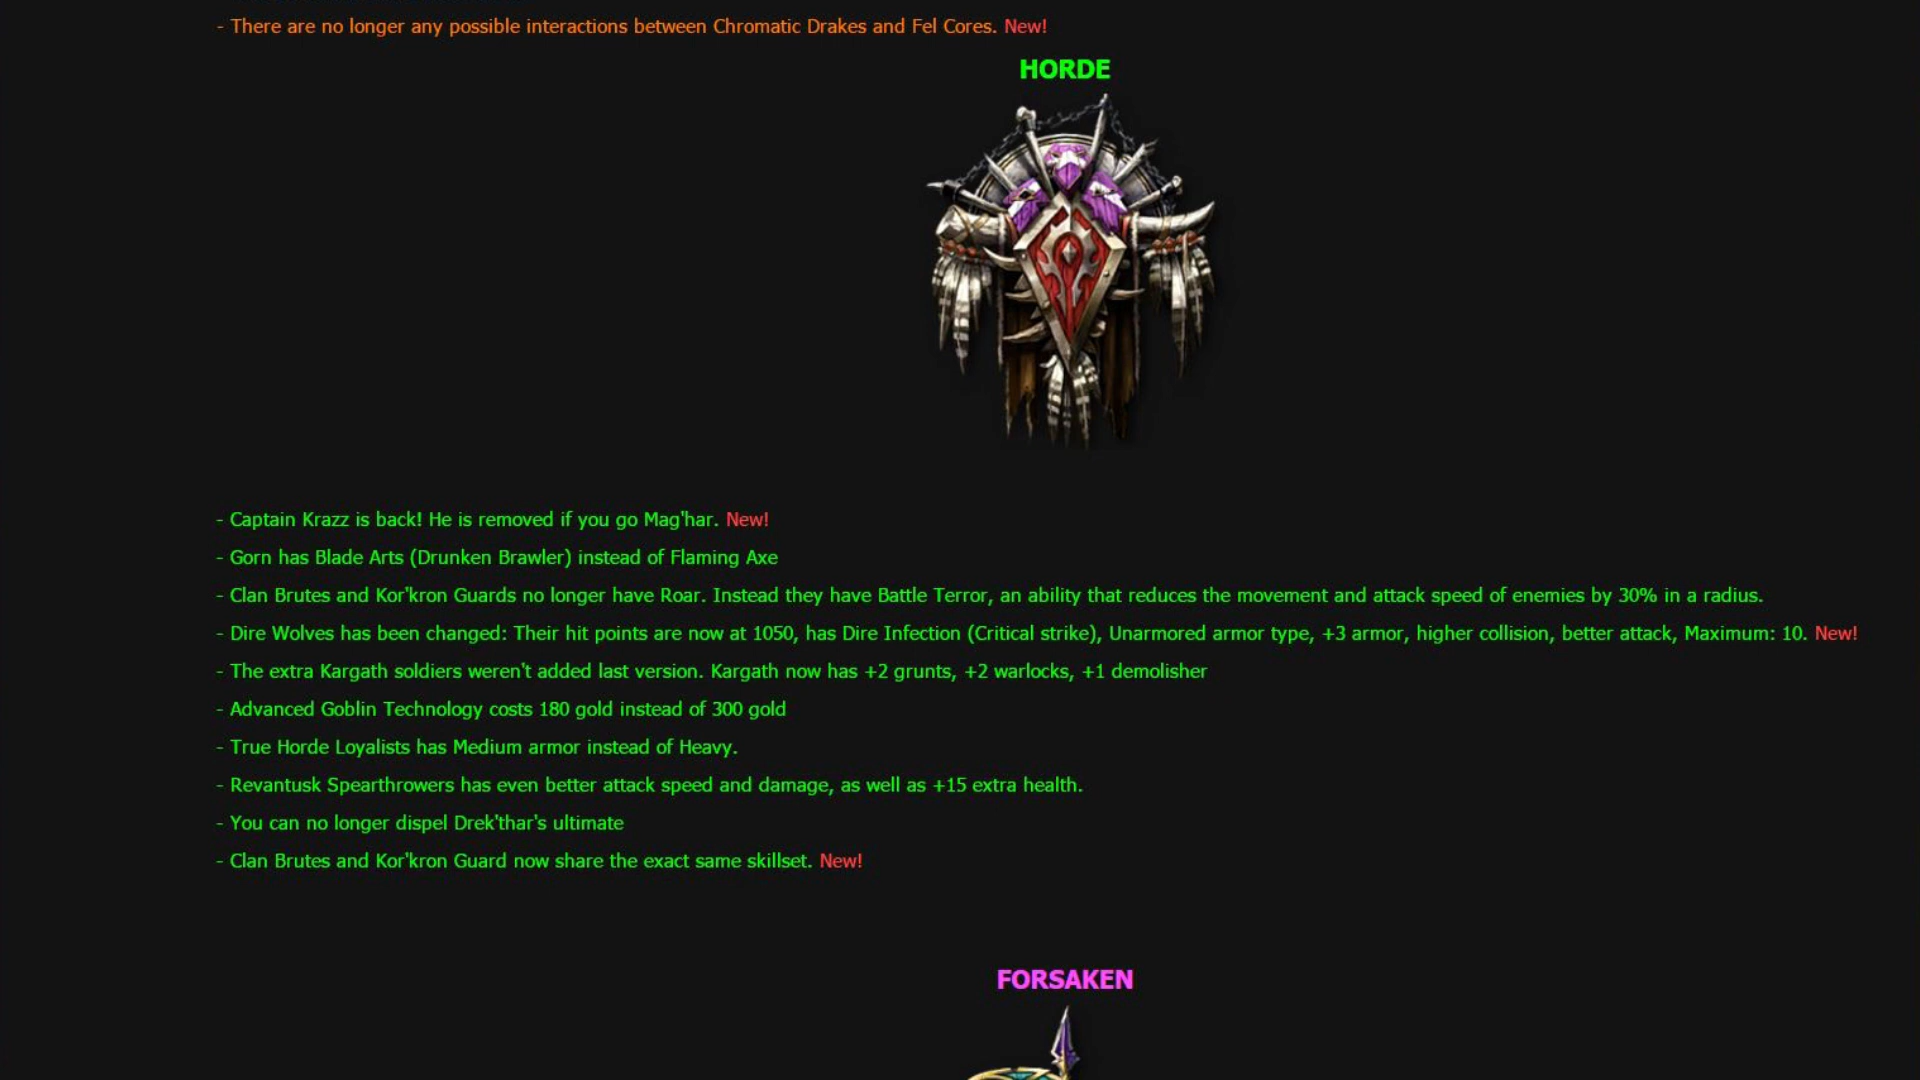 - There are no longer any possible interactions between Chromatic Drakes and Fel Cores. New!
HORDE
- Captain Krazz is back! He is removed if you go Mag'har. New!
- Gorn has Blade Arts (Drunken Brawler) instead of Flaming Axe
- Clan Brutes and Kor'kron Guards no longer have Roar. Instead they have Battle Terror, an ability that reduces the movement and attack speed of enemies by 30% in a radius.
- Dire Wolves has been changed: Their hit points are now at 1050, has Dire Infection (Critical strike), Unarmored armor type, +3 armor, higher collision, better attack, Maximum: 10. New!
- The extra Kargath soldiers weren't added last version. Kargath now has +2 grunts, +2 warlocks, +1 demolisher
- Advanced Goblin Technology costs 180 gold instead of 300 gold
- True Horde Loyalists has Medium armor instead of Heavy.
- Revantusk Spearthrowers has even better attack speed and damage, as well as +15 extra health.
- You can no longer dispel Drek'thar's ultimate
- Clan Brutes and Kor'kron Guard now share the exact same skillset. New!
FORSAKEN